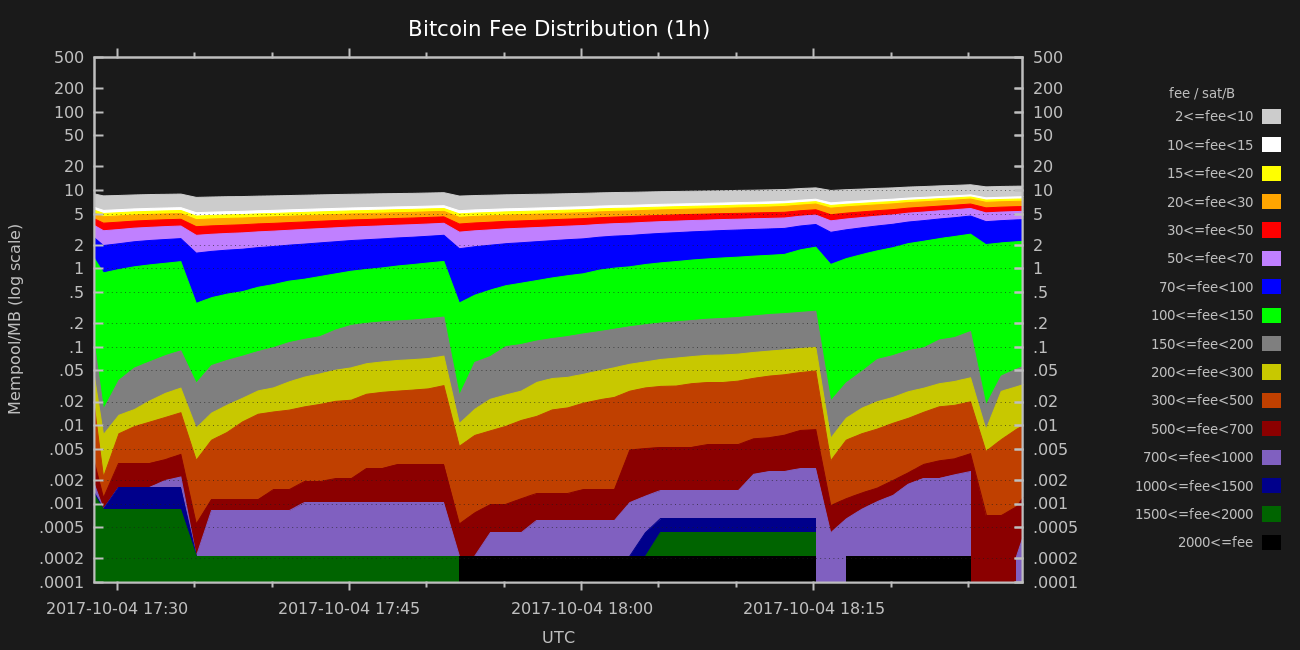 Bitcoin Fee Distribution (1h)
Mempool/MB (log scale)
500
200
100
50
20
10
5
2
1
.5
.2
.1
.05
.02
.01
.005
.002
.001
.0005
.0002
.0001
500
200
100
50
20
10
5
2
1
.5
.2
.1
.05
.02
.01
.005
.002
.001
.0005
.0002
.0001
fee / sat/B
2<=fee<10
10<=fee<15
15<=fee<20
20<=fee<30
30<=fee<50
50<=fee<70
70<=fee<100
100<=fee<150
150<=fee<200
200<=fee<300
300<=fee<500
500<=fee<700
700<=fee<1000
1000<=fee<1500
1500<=fee<2000
2000<=fee
2017-10-04 17:30 2017-10-04 17:45 2017-10-04 18:00 2017-10-04 18:15
UTC